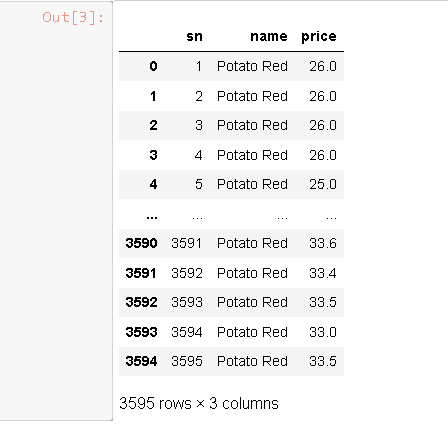 Out[3]:
sn name price
0 1 Potato Red 26.0
1 2 Potato Red 26.0
2 3 Potato Red 26.0
3 4 Potato Red 26.0
4 5 Potato Red 25.0
... ... ... ...
3590 3591 Potato Red 33.6
3591 3592 Potato Red 33.4
3592 3593 Potato Red 33.5
3593 3594 Potato Red 33.0
3594 3595 Potato Red 33.5
3595 rows × 3 columns